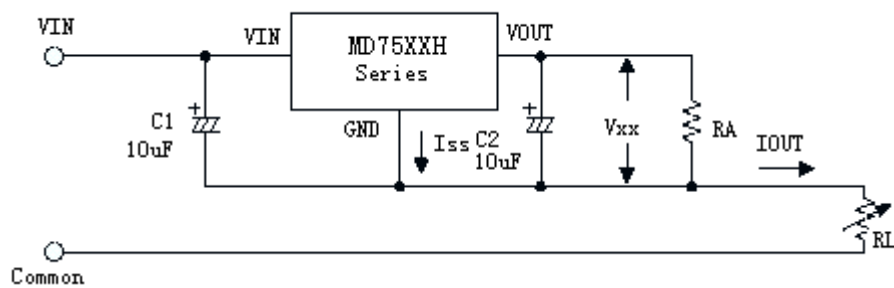 VIN
VIN
MD75XXH
Series
VOUT
GND
C1
10uF
+
Iss
C2
10uF
+
Vxx
RA
IOUT
RL
Common